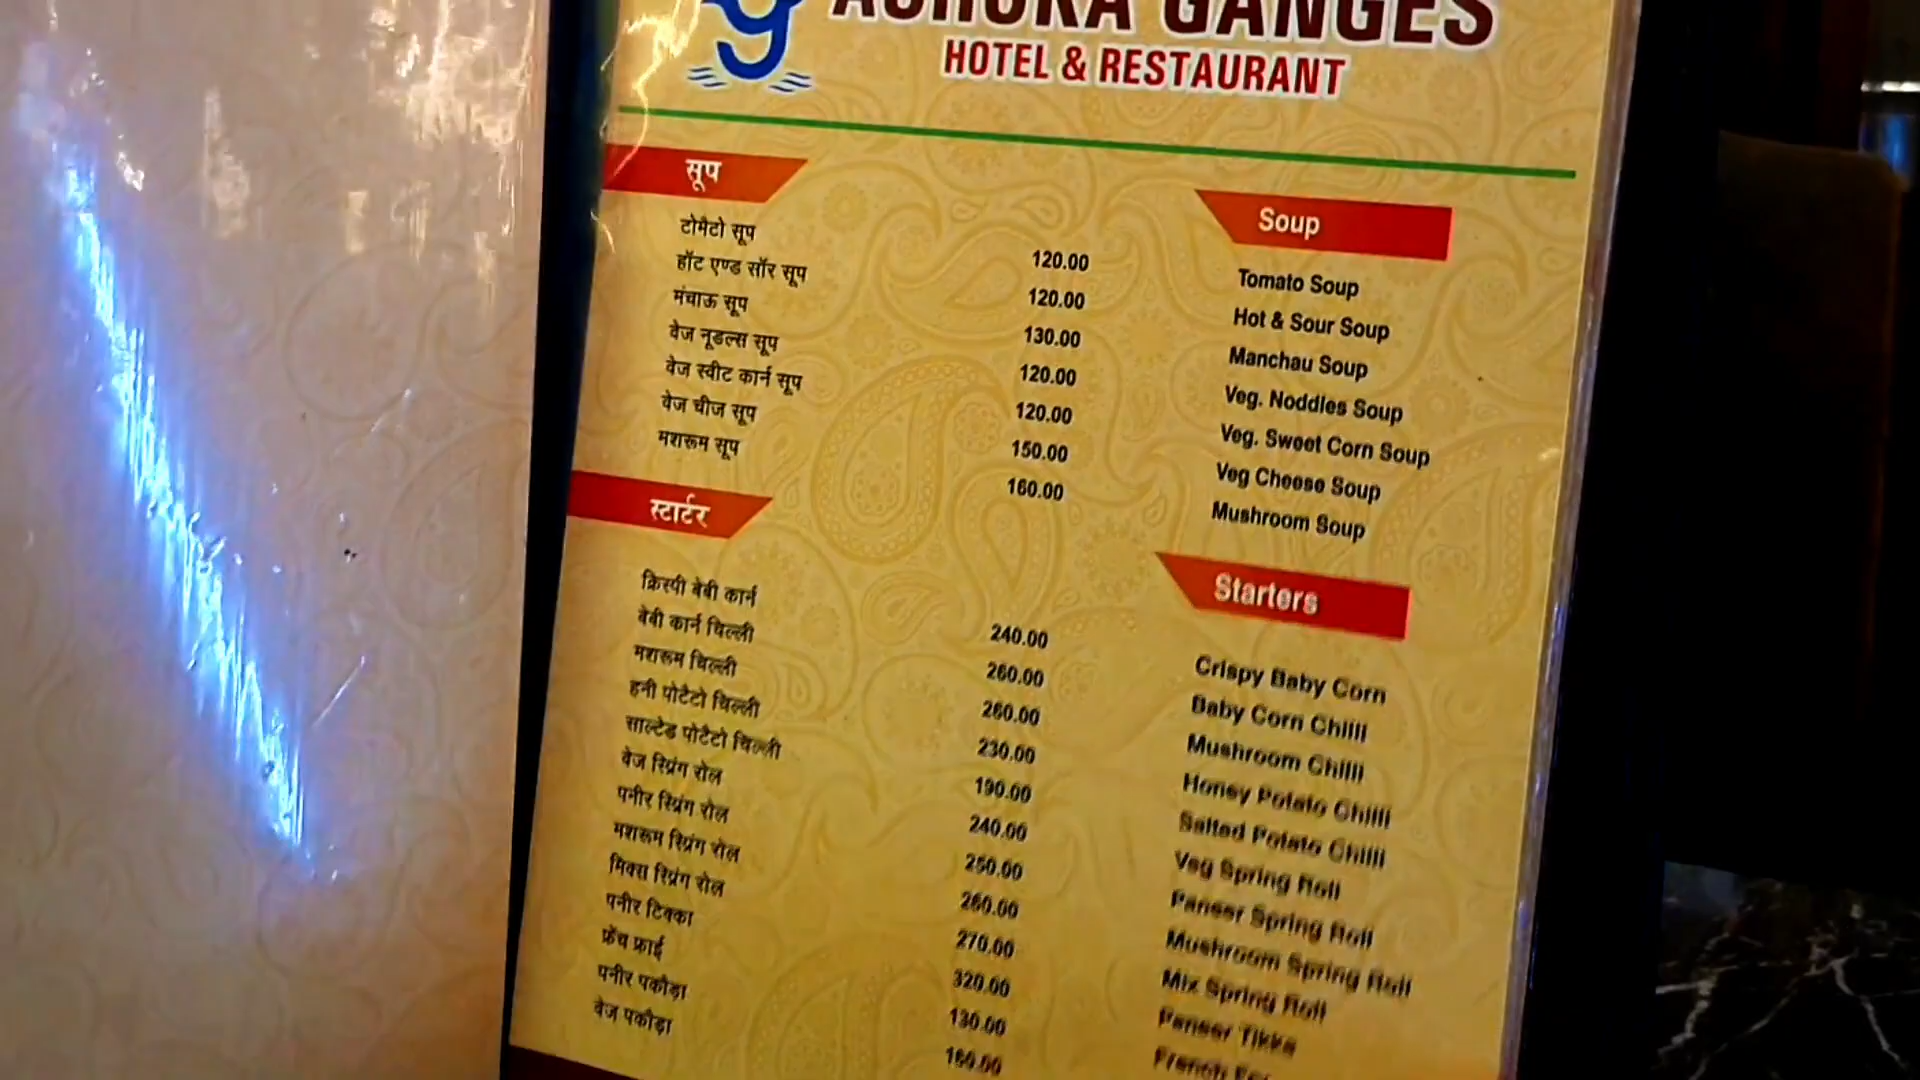 GANGES
HOTEL & RESTAURANT
सूप
Soup
टोमैटो सूप 120.00 Tomato Soup
हॉट एण्ड सॉर सूप 120.00 Hot & Sour Soup
मंचाऊ सूप 130.00 Manchau Soup
वेज नूडल्स सूप 120.00 Veg. Noddles Soup
वेज स्वीट कार्न सूप 120.00 Veg. Sweet Corn Soup
वेज चीज सूप 150.00 Veg Cheese Soup
मशरूम सूप 160.00 Mushroom Soup
स्टार्टर
Starters
क्रिस्पी बेबी कार्न 240.00 Crispy Baby Corn
बेबी कार्न चिल्ली 260.00 Baby Corn Chilli
मशरूम चिल्ली 260.00 Mushroom Chilli
हनी पोटैटो चिल्ली 230.00 Honey Potato Chilli
साल्टेड पोटैटो चिल्ली 190.00 Salted Potato Chilli
वेज स्प्रिंग रोल 240.00 Veg Spring Roll
पनीर स्प्रिंग रोल 250.00 Paneer Spring Roll
मशरूम स्प्रिंग रोल 260.00 Mushroom Spring Roll
मिक्स स्प्रिंग रोल 270.00 Mix Spring Roll
पनीर टिक्का 320.00 Paneer Tikka
फ्रेंच फ्राई 130.00 French
पनीर पकौड़ा 160.00
वेज पकौड़ा